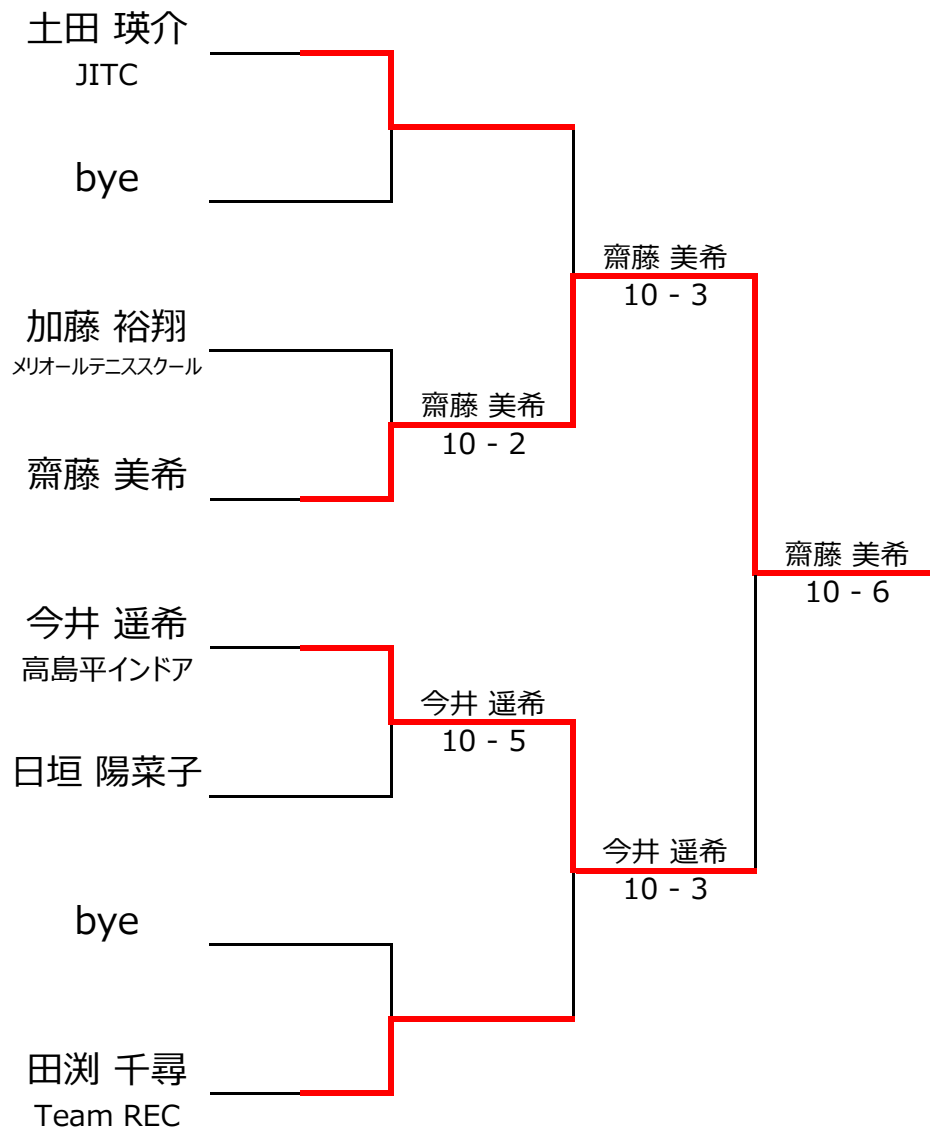 土田 瑛介
JITC
bye
加藤 裕翔
メリオールテニススクール
齋藤 美希
今井 遥希
高島平インドア
日垣 陽菜子
bye
田渕 千尋
Team REC
齋藤 美希
10 - 2
今井 遥希
10 - 5
齋藤 美希
10 - 3
今井 遥希
10 - 3
齋藤 美希
10 - 6